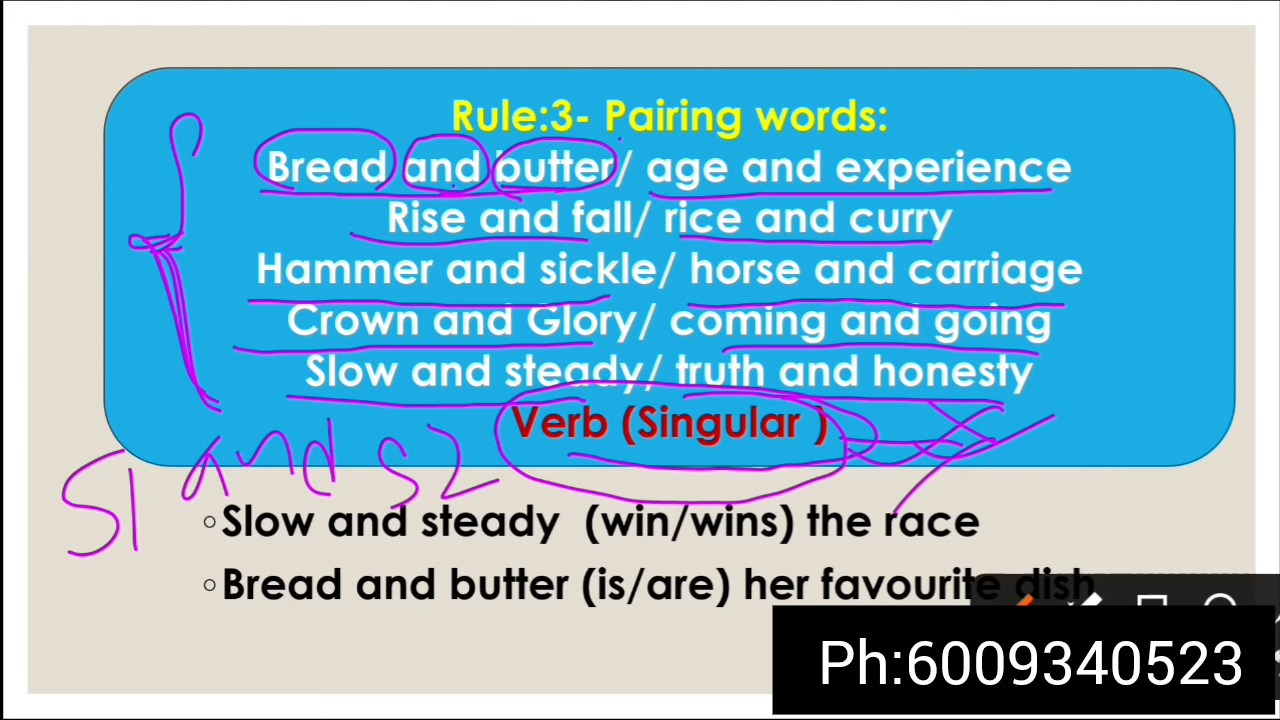 Rule:3- Pairing words:
Bread and butter/ age and experience
Rise and fall/ rice and curry
Hammer and sickle/ horse and carriage
Crown and Glory/ coming and going
Slow and steady/ truth and honesty
Verb (Singular )
S1 and S2
◦Slow and steady (win/wins) the race
◦Bread and butter (is/are) her favourite dish
Ph:6009340523